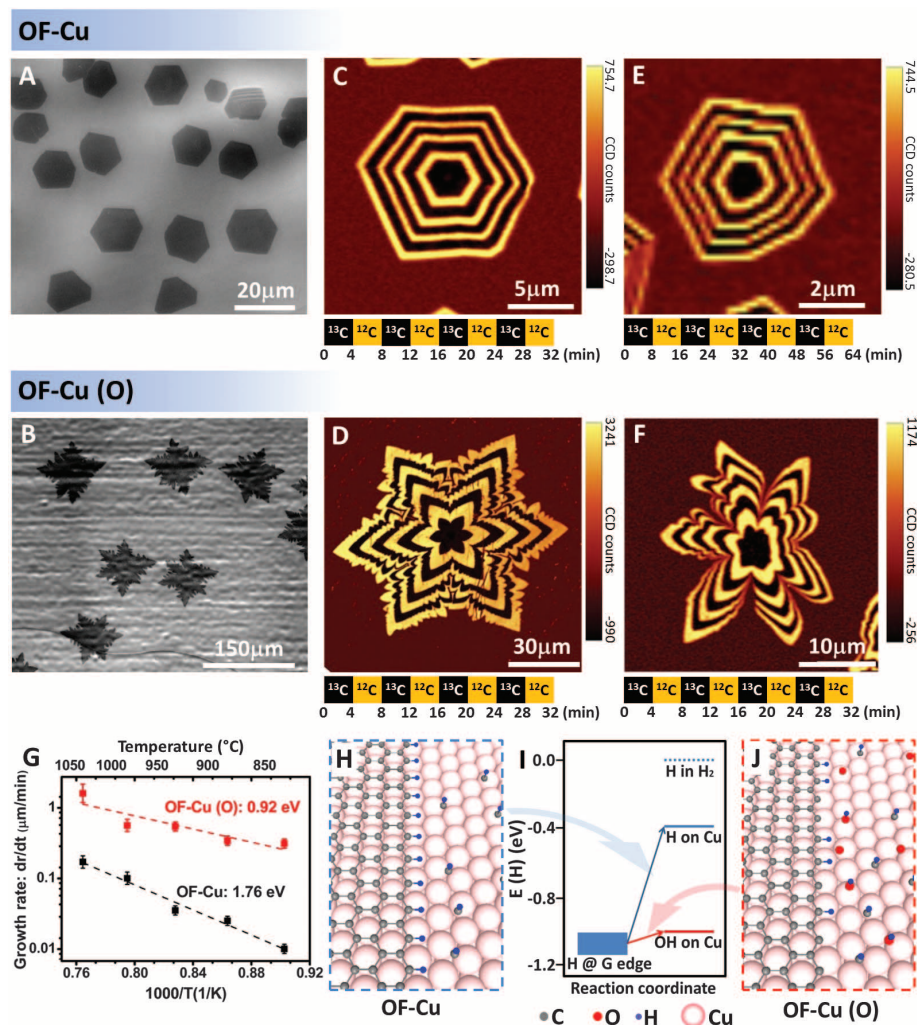 OF-Cu
A
20μm
C
5μm
754.7
CCD counts
-298.7
¹³C ¹²C ¹³C ¹²C ¹³C ¹²C ¹³C ¹²C
0 4 8 12 16 20 24 28 32 (min)
E
2μm
744.5
CCD counts
-280.5
¹³C ¹²C ¹³C ¹²C ¹³C ¹²C ¹³C ¹²C
0 8 16 24 32 40 48 56 64 (min)
OF-Cu (O)
B
150μm
D
30μm
3241
CCD counts
-990
¹³C ¹²C ¹³C ¹²C ¹³C ¹²C ¹³C ¹²C
0 4 8 12 16 20 24 28 32 (min)
F
10μm
1174
CCD counts
-256
¹³C ¹²C ¹³C ¹²C ¹³C ¹²C ¹³C ¹²C
0 4 8 12 16 20 24 28 32 (min)
G
Temperature (°C)
1050 1000 950 900 850
Growth rate: dr/dt (μm/min)
1
0.1
0.01
OF-Cu (O): 0.92 eV
OF-Cu: 1.76 eV
0.76 0.80 0.84 0.88 0.92
1000/T(1/K)
H
OF-Cu
I
E (H) (eV)
0.0
-0.4
-0.8
-1.2
H in H₂
H on Cu
OH on Cu
H @ G edge
Reaction coordinate
J
OF-Cu (O)
C O H Cu